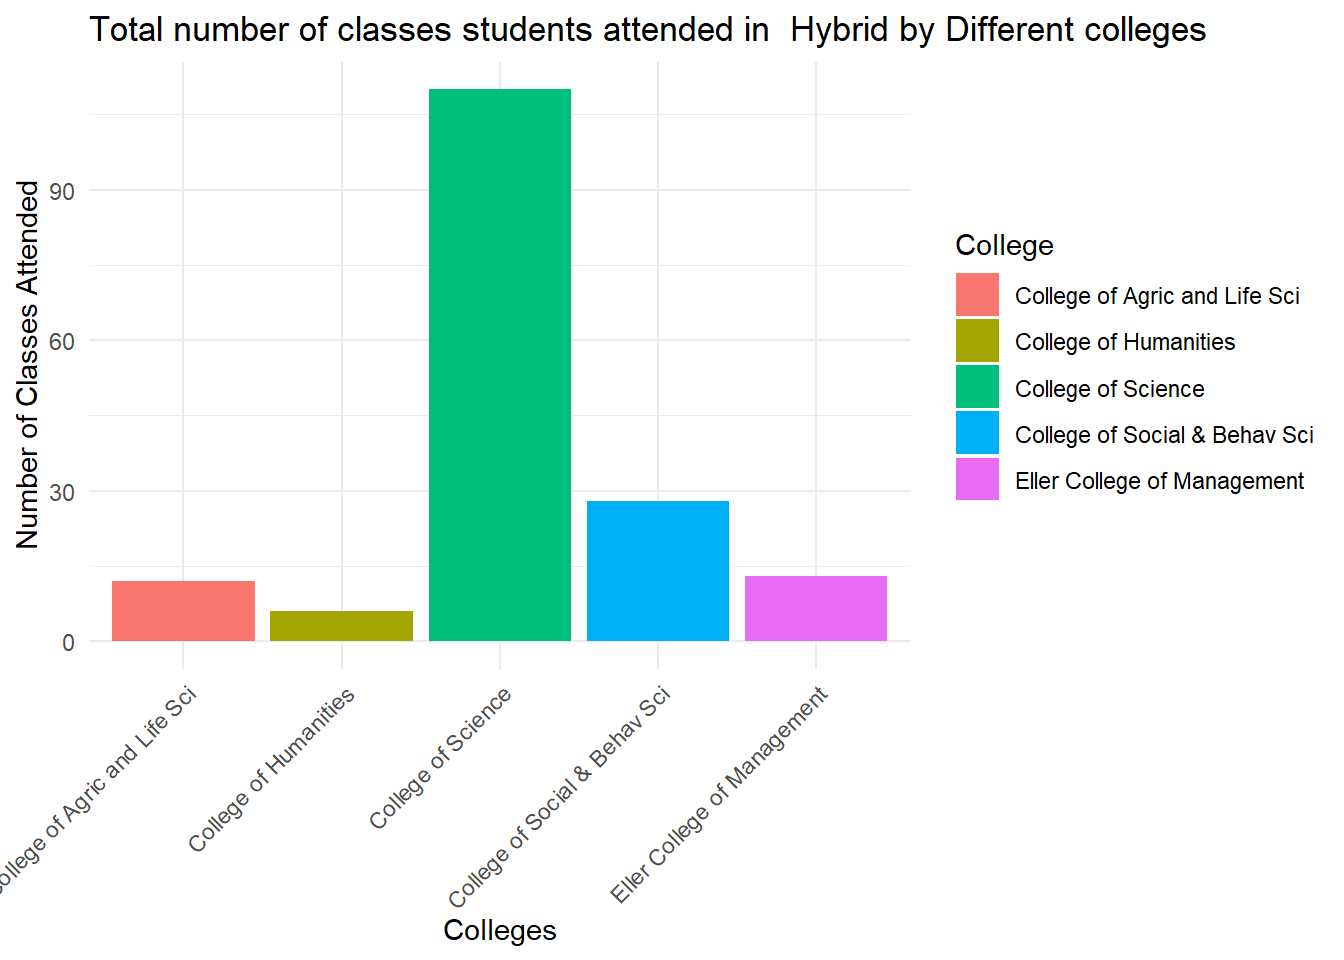 Total number of classes students attended in  Hybrid by Different colleges
Number of Classes Attended
90
60
30
0
College of Agric and Life Sci
College of Humanities
College of Science
College of Social & Behav Sci
Eller College of Management
Colleges
College
College of Agric and Life Sci
College of Humanities
College of Science
College of Social & Behav Sci
Eller College of Management